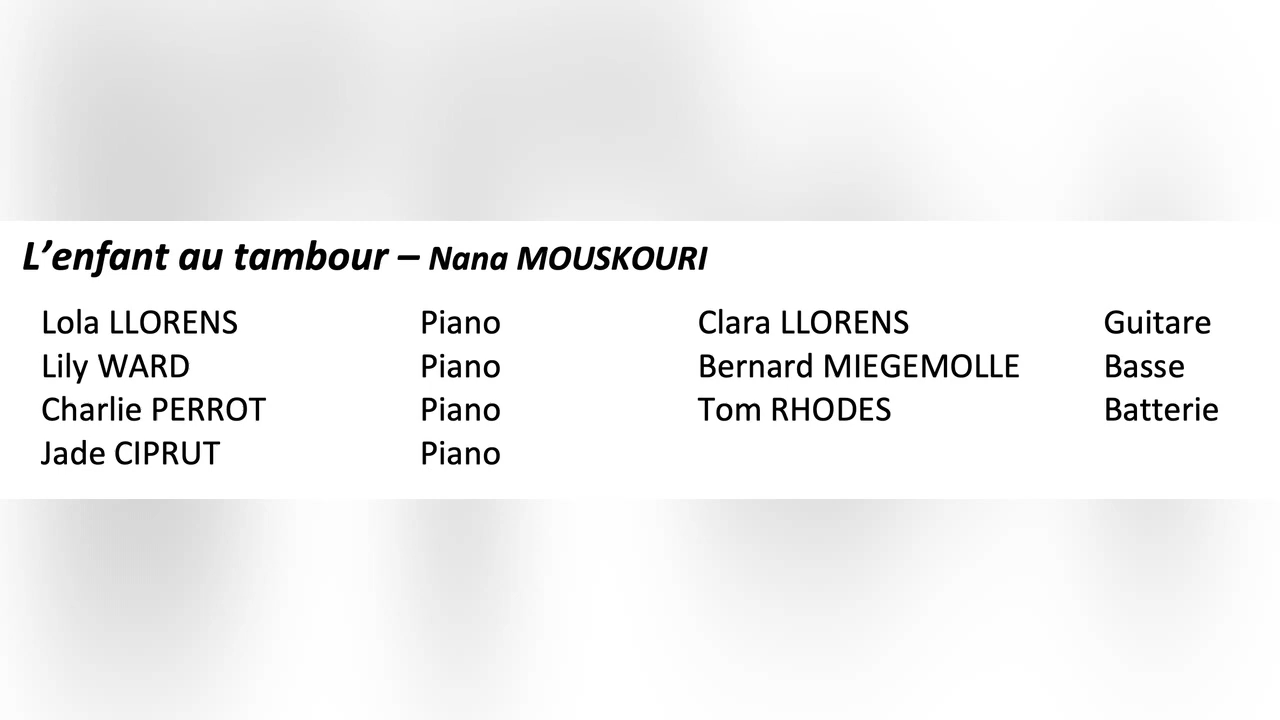 L’enfant au tambour – Nana MOUSKOURI
Lola LLORENS Piano Clara LLORENS Guitare
Lily WARD Piano Bernard MIEGEMOLLE Basse
Charlie PERROT Piano Tom RHODES Batterie
Jade CIPRUT Piano